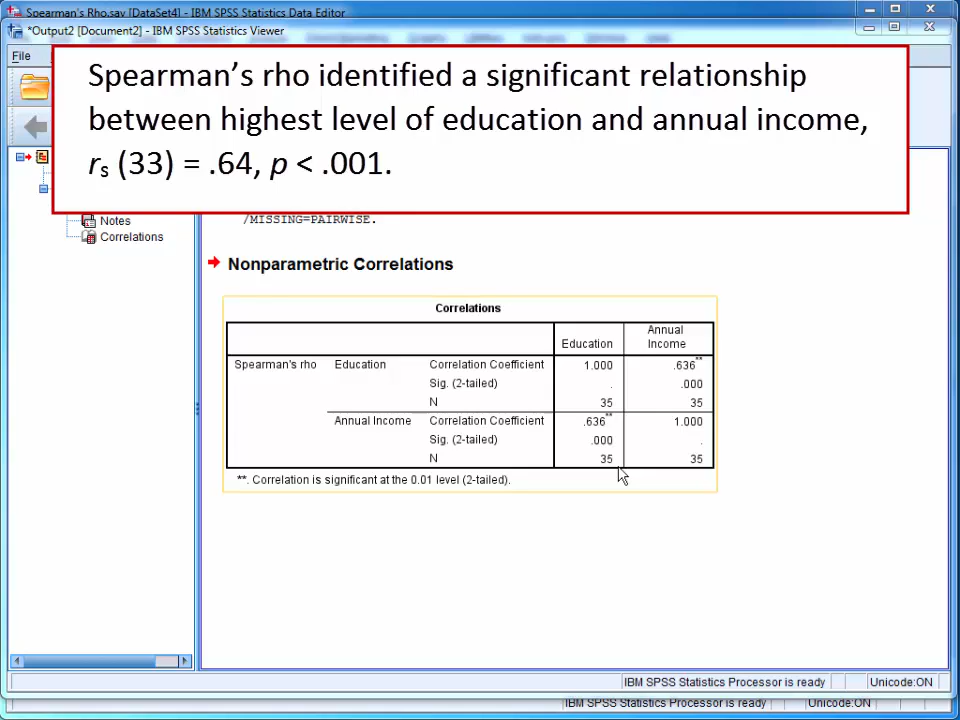 Spearman's Rho.sav [DataSet4] - IBM SPSS Statistics Data Editor
*Output2 [Document2] - IBM SPSS Statistics Viewer
File
Spearman’s rho identified a significant relationship
between highest level of education and annual income,
rs (33) = .64, p < .001.
/MISSING=PAIRWISE.
Notes
Correlations
Nonparametric Correlations
Correlations
Education Annual Income
Spearman's rho Education Correlation Coefficient 1.000 .636**
Sig. (2-tailed) . .000
N 35 35
Annual Income Correlation Coefficient .636** 1.000
Sig. (2-tailed) .000 .
N 35 35
**. Correlation is significant at the 0.01 level (2-tailed).
IBM SPSS Statistics Processor is ready Unicode:ON
IBM SPSS Statistics Processor is ready Unicode:ON